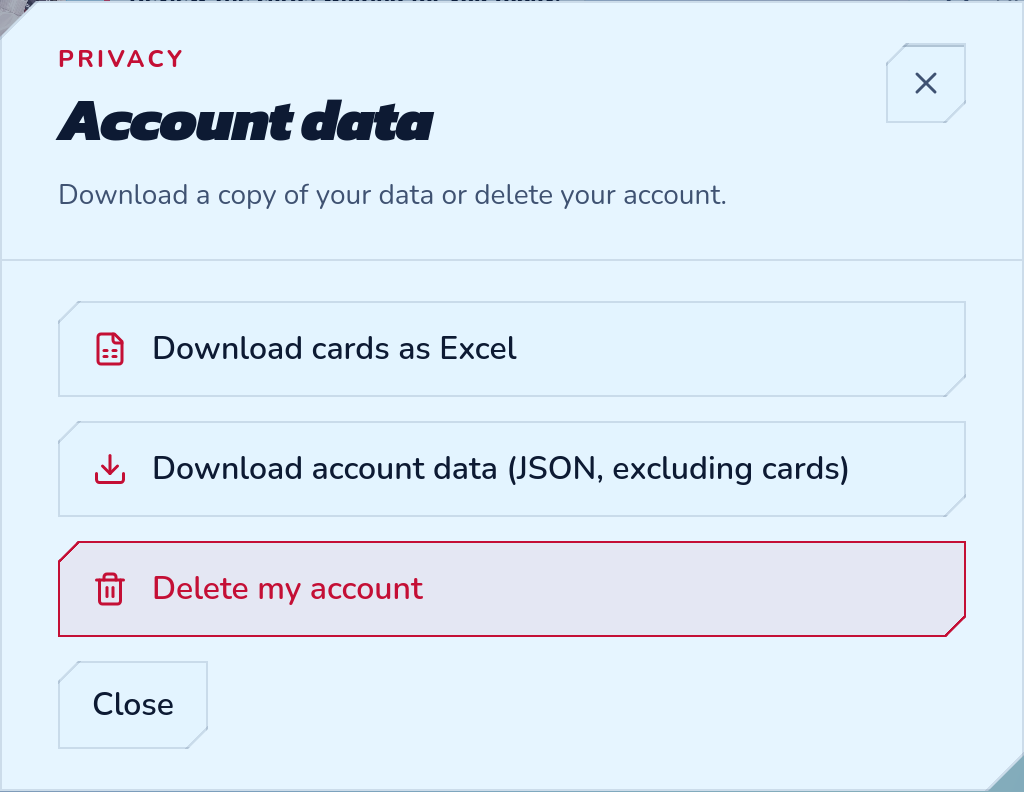 PRIVACY
Account data
Download a copy of your data or delete your account.
Download cards as Excel
Download account data (JSON, excluding cards)
Delete my account
Close